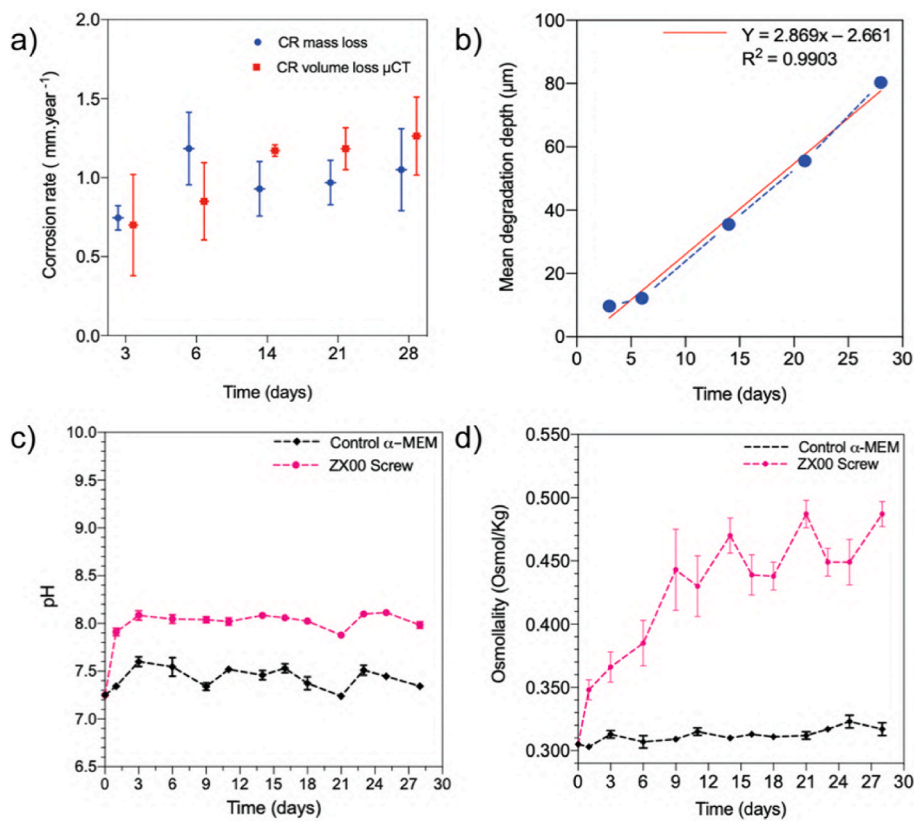 a)
2.0
1.5
1.0
0.5
0.0
Corrosion rate ( mm.year⁻¹)
CR mass loss
CR volume loss µCT
3 6 14 21 28
Time (days)
b)
100
80
60
40
20
0
Mean degradation depth (µm)
Y = 2.869x – 2.661
R² = 0.9903
0 5 10 15 20 25 30
Time (days)
c)
10.0
9.5
9.0
8.5
8.0
7.5
7.0
6.5
pH
Control α–MEM
ZX00 Screw
0 3 6 9 12 15 18 21 24 27 30
Time (days)
d)
0.550
0.500
0.450
0.400
0.350
0.300
Osmollality (Osmol/Kg)
Control α–MEM
ZX00 Screw
0 3 6 9 12 15 18 21 24 27 30
Time (days)